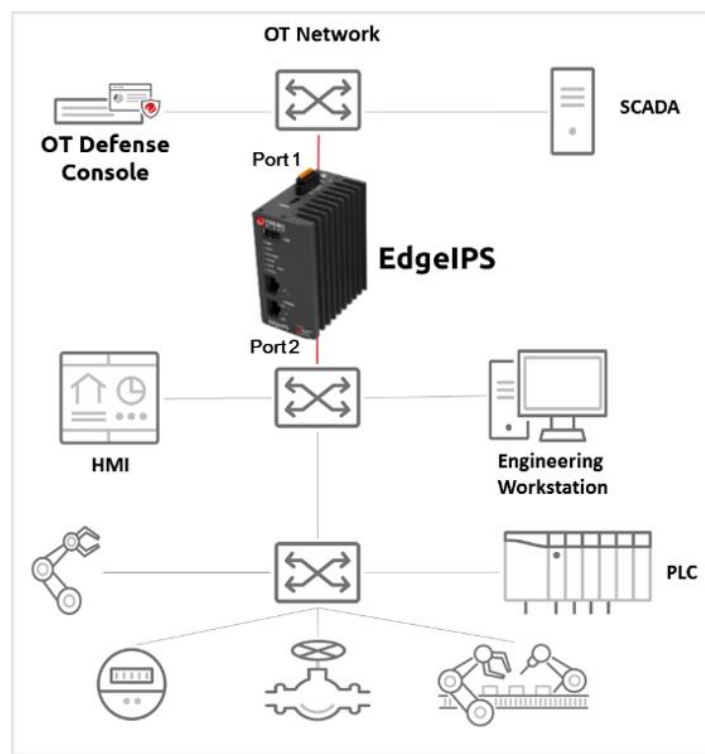 OT Network
OT Defense
Console
SCADA
Port 1
EdgeIPS
Port 2
HMI
Engineering
Workstation
PLC